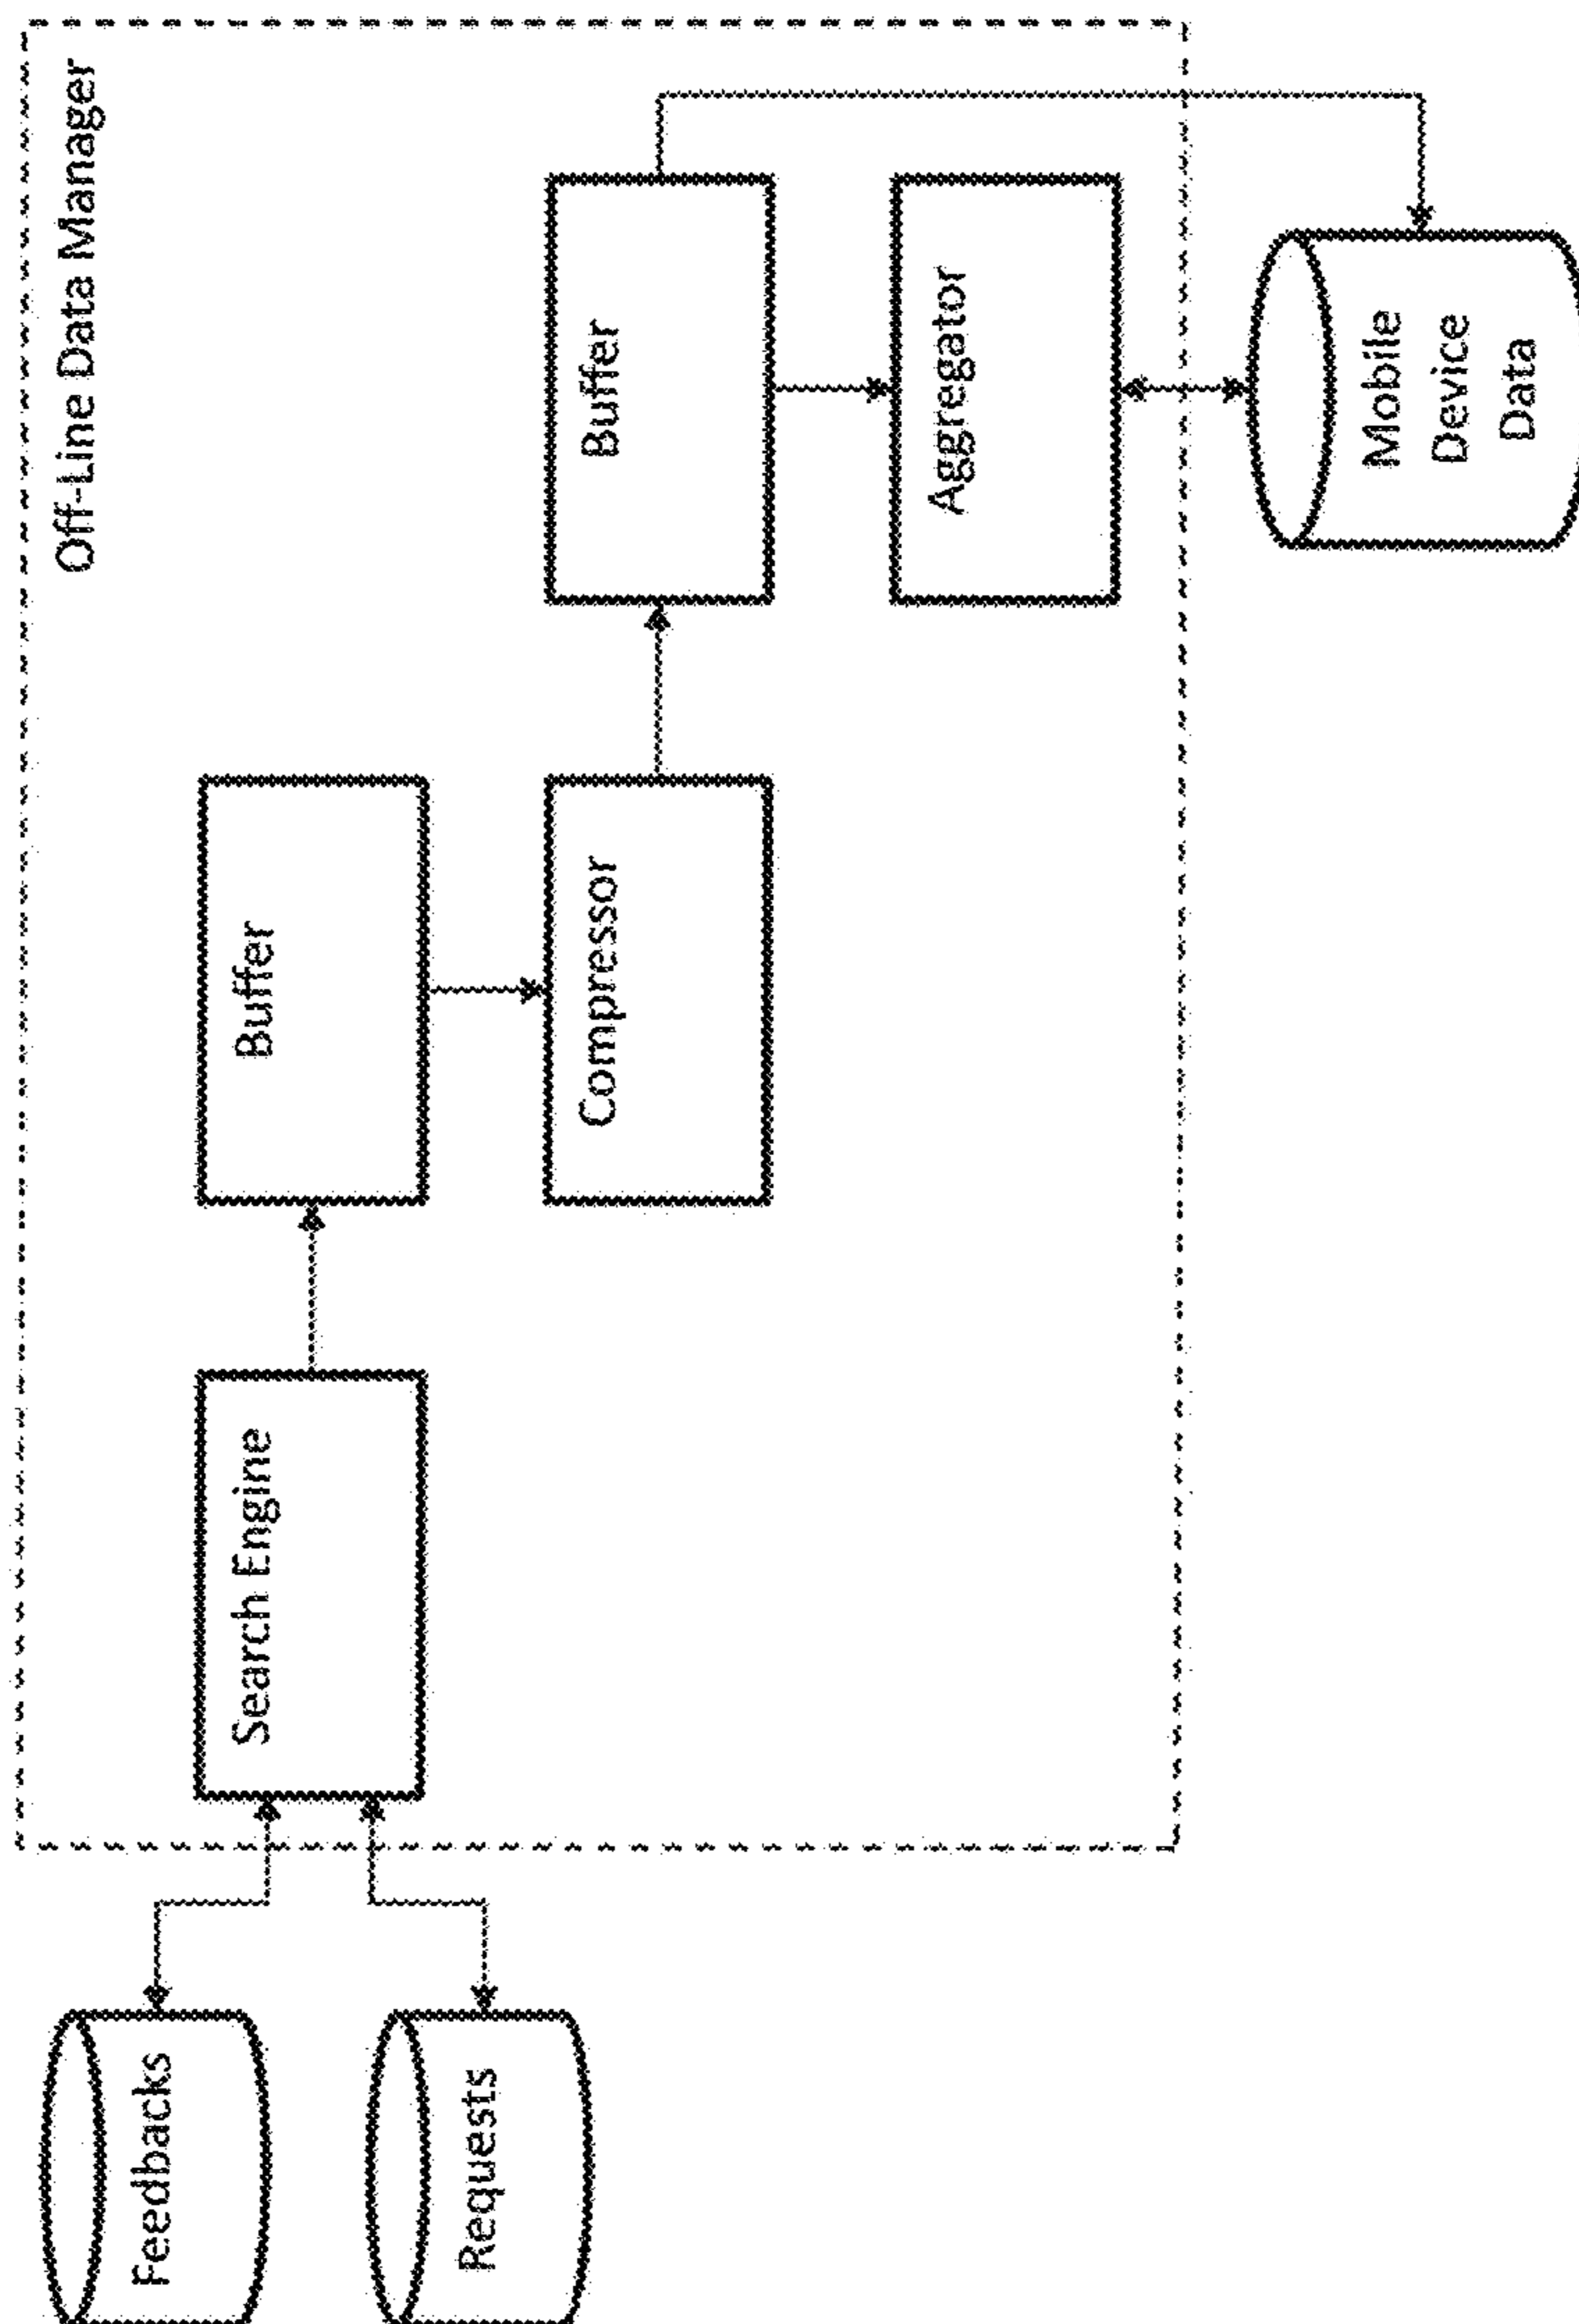 Off-Line Data Manager
Feedbacks
Search Engine
Buffer
Requests
Compressor
Buffer
Aggregator
Mobile
Device
Data